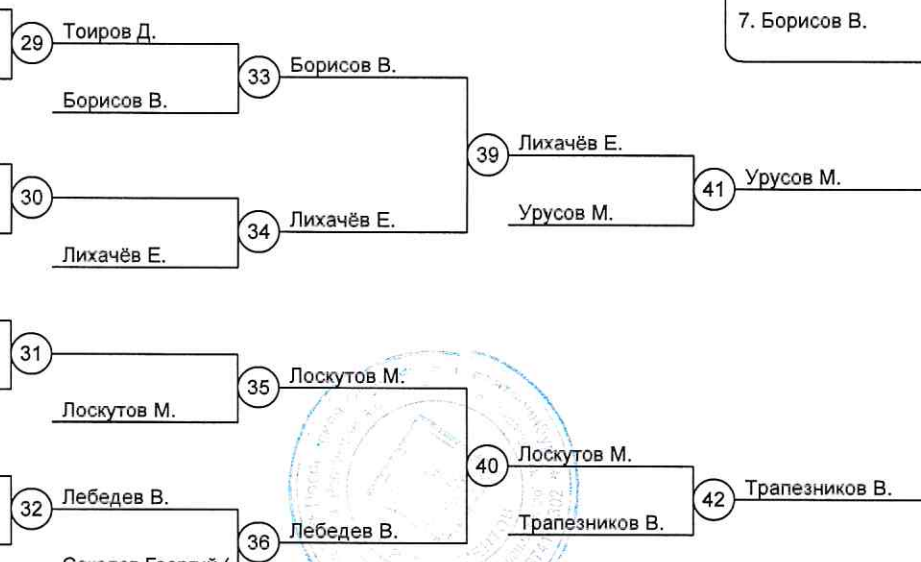 7. Борисов В.
29
Тоиров Д.
33
Борисов В.
Борисов В.
39
Лихачёв Е.
30
41
Урусов М.
34
Лихачёв Е.
Урусов М.
Лихачёв Е.
31
35
Лоскутов М.
Лоскутов М.
40
Лоскутов М.
32
Лебедев В.
42
Трапезников В.
36
Лебедев В.
Трапезников В.